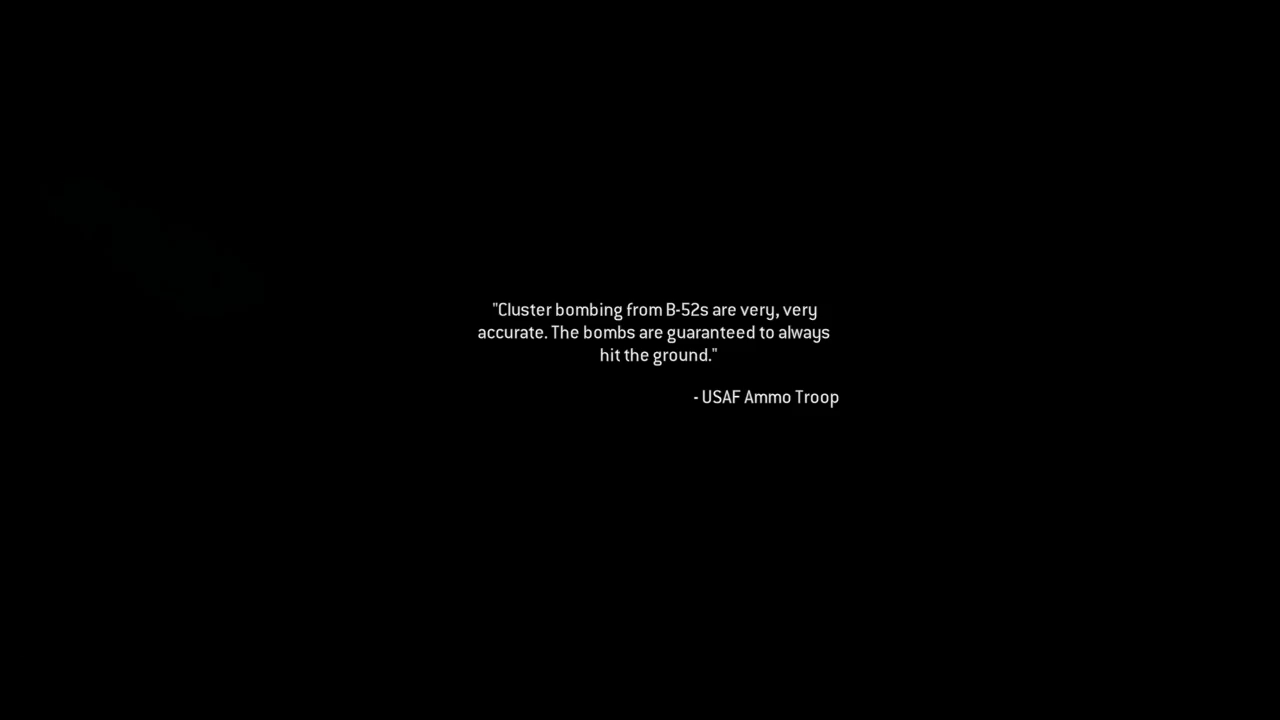 "Cluster bombing from B-52s are very, very
accurate. The bombs are guaranteed to always
hit the ground."
- USAF Ammo Troop